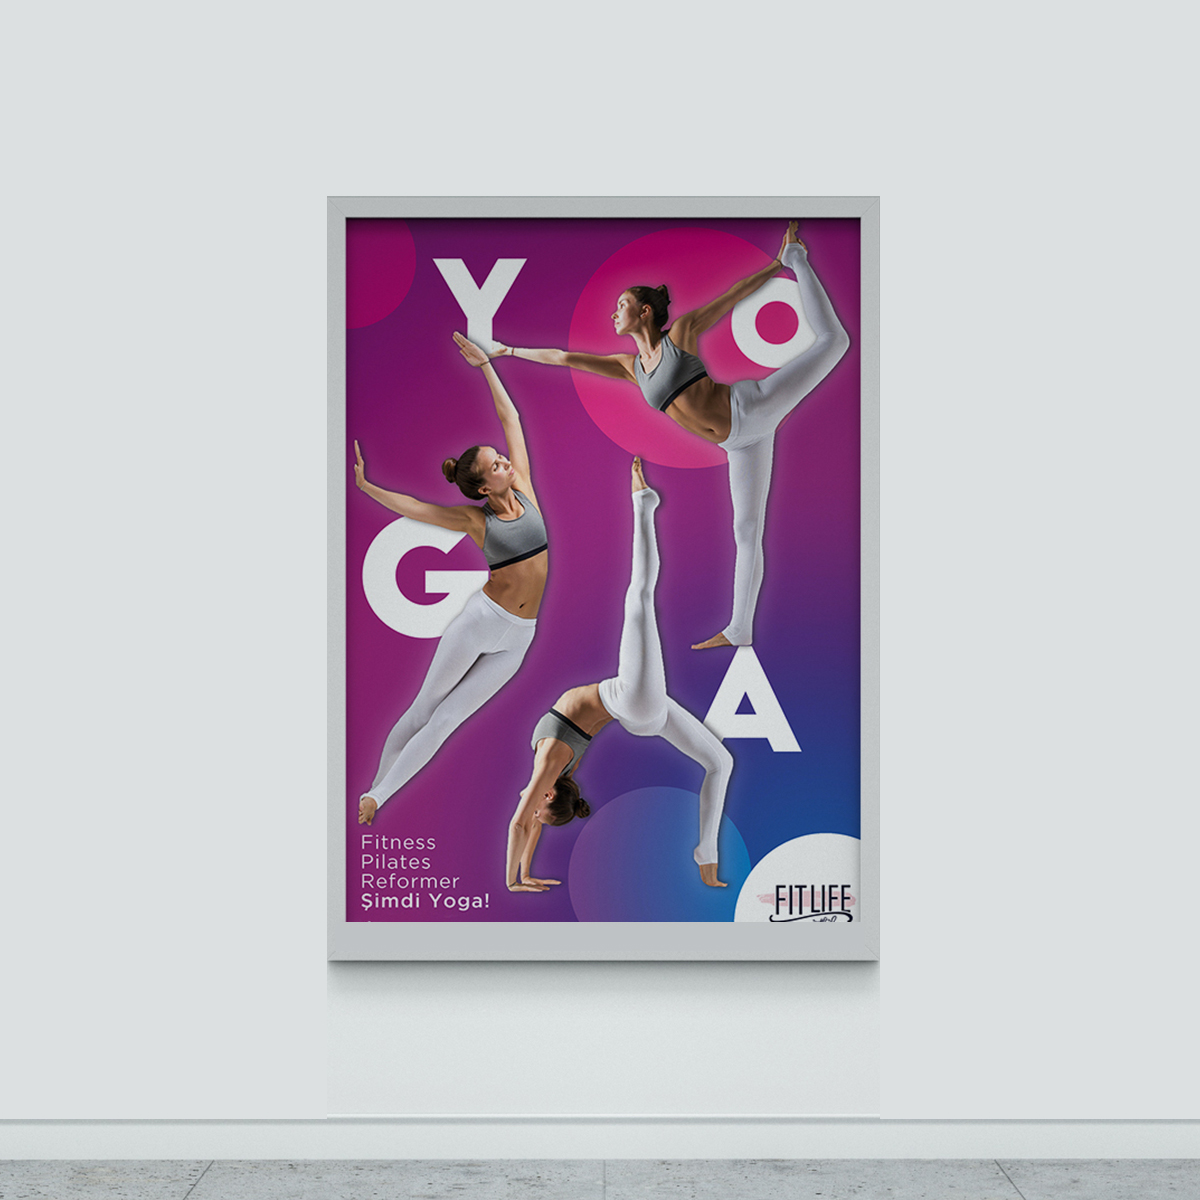 Y O
G
A
Fitness
Pilates
Reformer
Şimdi Yoga!
FITLIFE